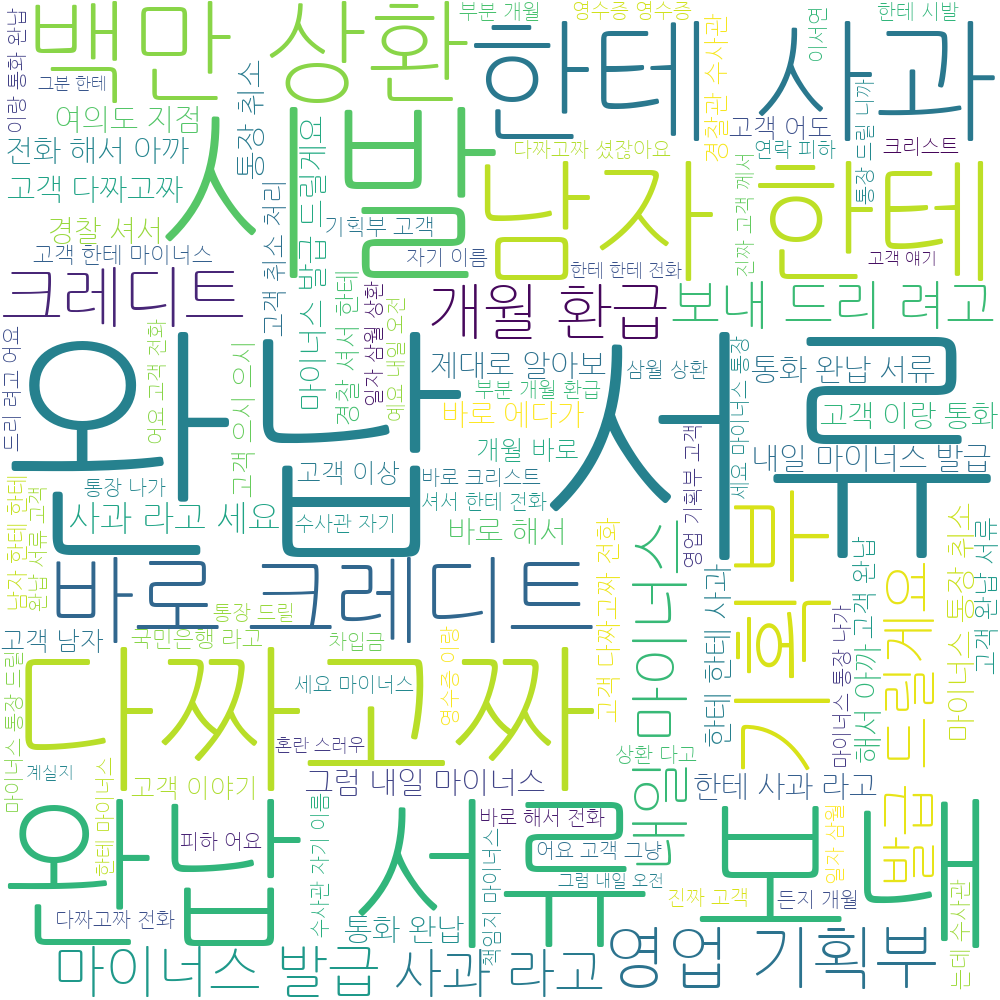 백만 상환
부분 개월
영수증 영수증
한테 시발
이랑 통화 완납
그분 한테
한테 사과
이서연
여의도 지점
통장 취소
경찰관 수사관
고객 어도
전화 해서 아까
시발
다짜고짜 셨잖아요
연락 피하
크리스트
통장 드릴 니까
고객 다짜고짜
남자 한테
진짜 고객 께서
경찰 셔서
기획부 고객
고객 한테 마이너스
고객 취소 처리
마이너스 발급 드릴게요
자기 이름
한테 한테 전화
고객 얘기
크레디트
개월 환급
보내 드리 려고
드리 려고 어요
어요 고객 전화
고객 의시 의시
경찰 셔서 한테
일자 삼월 상환
예요 내일 오전
완납 서류
제대로 알아보
삼월 상환
세요 마이너스 통장
통화 완납 서류
부분 개월 환급
바로 에다가
고객 이랑 통화
개월 바로
영업 기획부 고객
내일 마이너스 발급
고객 이상
바로 크리스트
통장 나가
셔서 한테 전화
남자 한테 한테
완납 서류 고객
사과 라고 세요
수사관 자기
바로 해서
고객 다짜고짜 전화
바로 크레디트
내일 마이너스
한테 한테 사과
기획부
마이너스 통장 나가
해서 아까 고객 완납
발급 드릴게요
마이너스 통장 취소
고객 완납 서류
통장 드릴
고객 남자
국민은행 라고
차입금
다짜고짜
마이너스 통장 드릴
영수증 이랑
세요 마이너스
혼란 스러우
상환 다고
계실지
고객 이야기
그럼 내일 마이너스
한테 사과 라고
한테 마이너스
완납 서류 보내
수사관 자기 이름
바로 해서 전화
피하 어요
어요 고객 그냥
일자 삼월
그럼 내일 오전
진짜 고객
든지 개월
다짜고짜 전화
통화 완납
책임지 마이너스
는데 수사관
마이너스 발급
사과 라고
영업 기획부